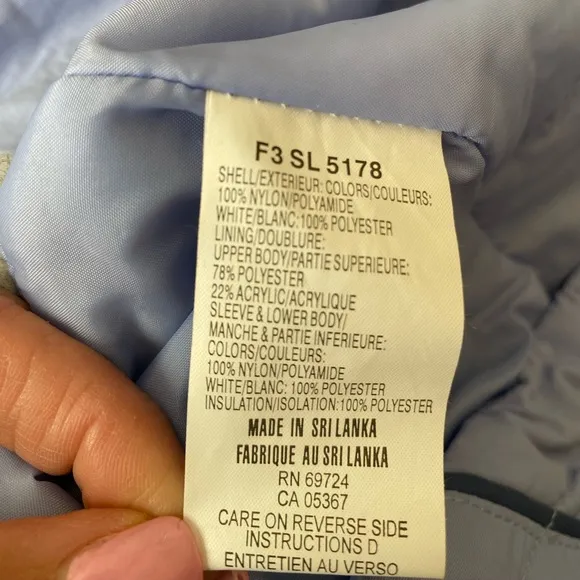 F3 SL 5178
SHELL/EXTERIEUR: COLORS/COULEURS:
100% NYLON/POLYAMIDE
WHITE/BLANC:100% POLYESTER
LINING/DOUBLURE:
UPPER BODY/PARTIE SUPERIEURE:
78% POLYESTER
22% ACRYLIC/ACRYLIQUE
SLEEVE & LOWER BODY/
MANCHE & PARTIE INFERIEURE:
COLORS/COULEURS:
100% NYLON/POLYAMIDE
WHITE/BLANC: 100% POLYESTER
INSULATION/ISOLATION: 100% POLYESTER
MADE IN SRI LANKA
FABRIQUE AU SRI LANKA
RN 69724
CA 05367
CARE ON REVERSE SIDE
INSTRUCTIONS D
ENTRETIEN AU VERSO